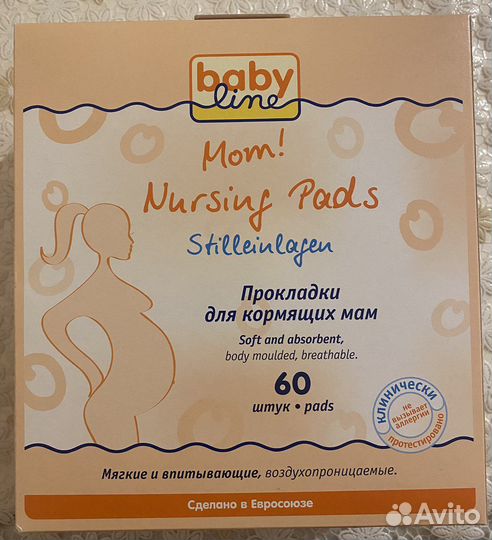 baby
line
Mom!
Nursing Pads
Stilleinlagen
Прокладки
для кормящих мам
Soft and absorbent,
body moulded, breathable.
60
штук • pads
клинически
не
вызывает
аллергии
протестировано
Мягкие и впитывающие, воздухопроницаемые.
Сделано в Евросоюзе
Avito